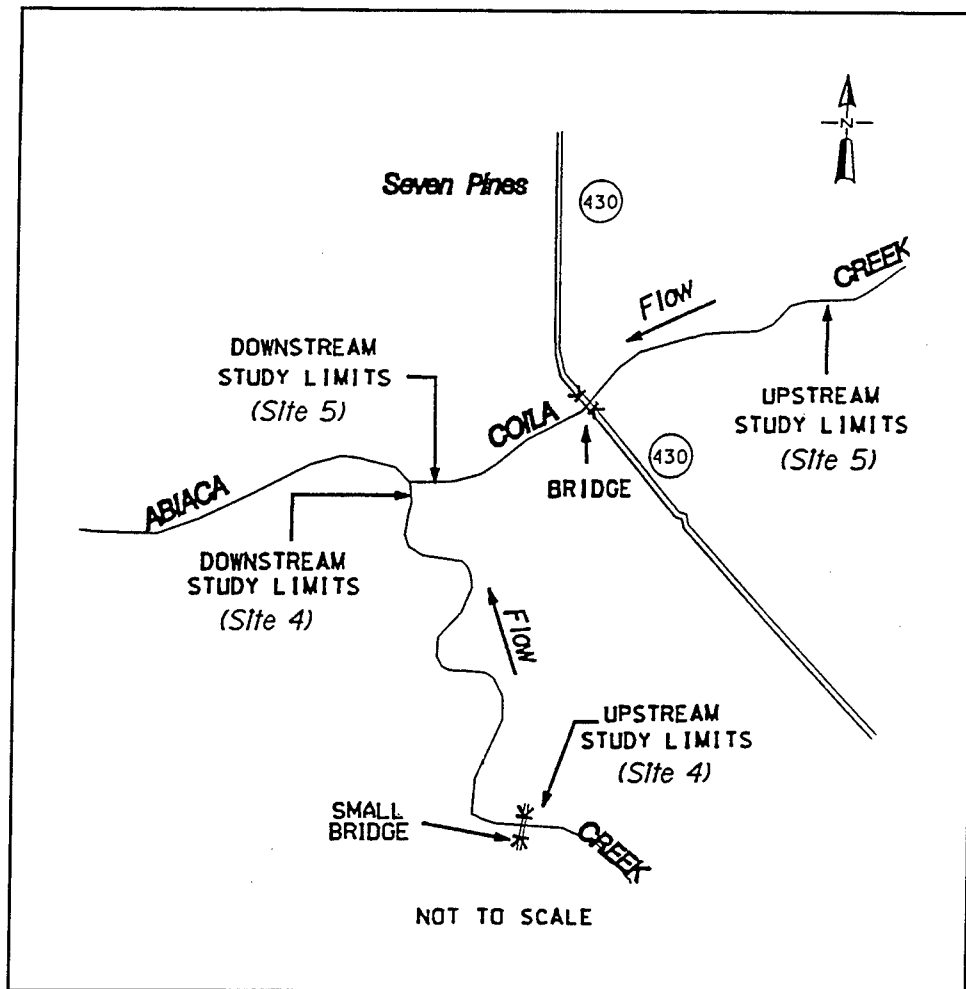 N
Seven Pines
430
CREEK
Flow
DOWNSTREAM
STUDY LIMITS
(Site 5)
UPSTREAM
STUDY LIMITS
(Site 5)
COILA
430
BRIDGE
ABIACA
DOWNSTREAM
STUDY LIMITS
(Site 4)
Flow
UPSTREAM
STUDY LIMITS
(Site 4)
SMALL
BRIDGE
CREEK
NOT TO SCALE